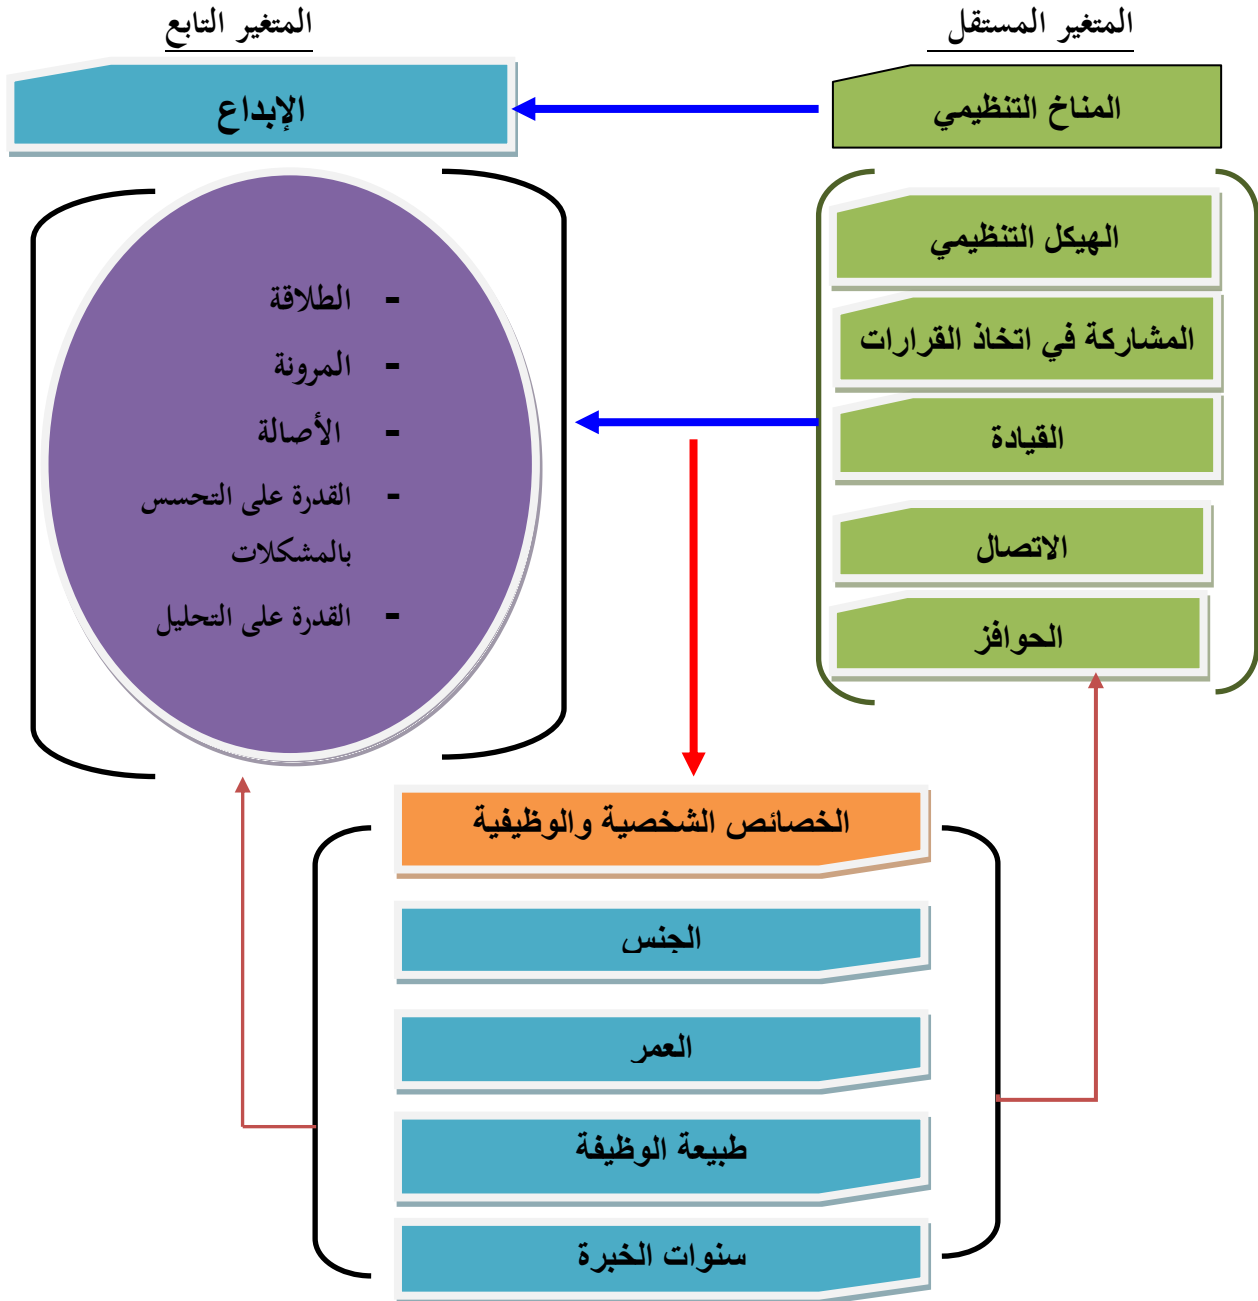 المتغير المستقل
المتغير التابع
المناخ التنظيمي
الإبداع
الهيكل التنظيمي
المشاركة في اتخاذ القرارات
القيادة
الاتصال
الحوافز
- الطلاقة
- المرونة
- الأصالة
- القدرة على التحسس
بالمشكلات
- القدرة على التحليل
الخصائص الشخصية والوظيفية
الجنس
العمر
طبيعة الوظيفة
سنوات الخبرة